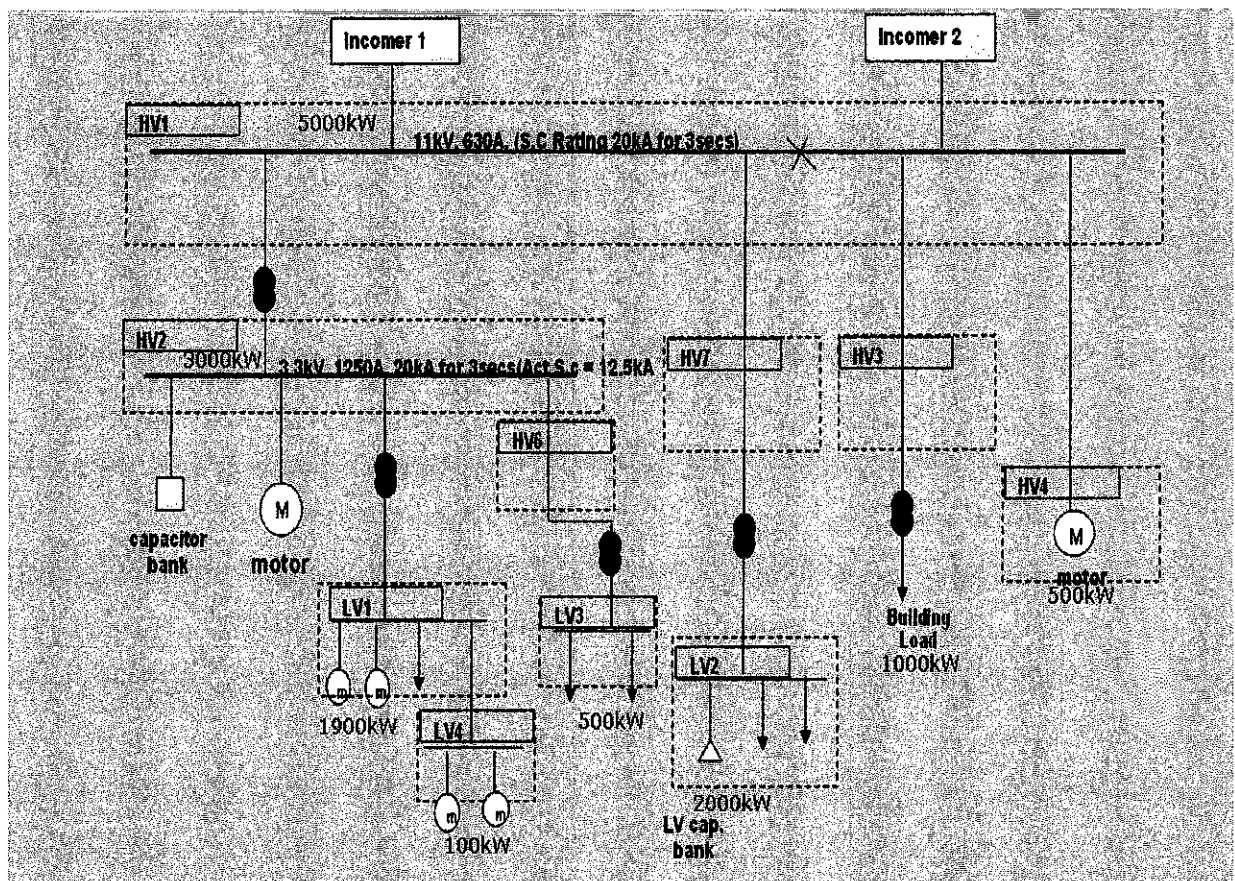 Incomer 1
Incomer 2
HV1
5000kW
11kV, 630A, (S.C Rating 20kA for 3secs)
HV2
3000kW
3.3kV, 1250A, 20kA for 3secs(Act S.c = 12.5kA
HV7
HV3
HV6
HV4
M
capacitor
bank
motor
M
motor
500kW
LV1
LV3
Building
Load
1000kW
LV2
m
m
1900kW
500kW
LV4
m
m
100kW
2000kW
LV cap.
bank